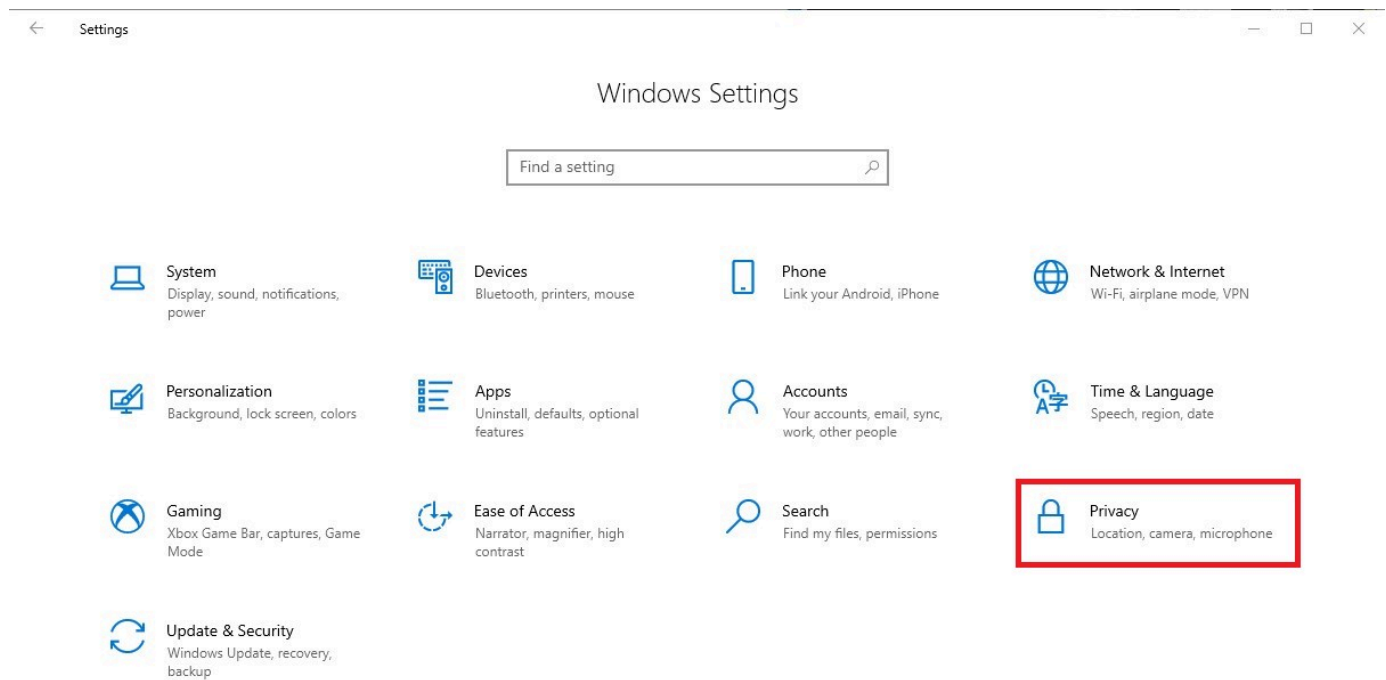 Settings
Windows Settings
Find a setting
System
Display, sound, notifications,
power
Devices
Bluetooth, printers, mouse
Phone
Link your Android, iPhone
Network & Internet
Wi-Fi, airplane mode, VPN
Personalization
Background, lock screen, colors
Apps
Uninstall, defaults, optional
features
Accounts
Your accounts, email, sync,
work, other people
Time & Language
Speech, region, date
Gaming
Xbox Game Bar, captures, Game
Mode
Ease of Access
Narrator, magnifier, high
contrast
Search
Find my files, permissions
Privacy
Location, camera, microphone
Update & Security
Windows Update, recovery,
backup